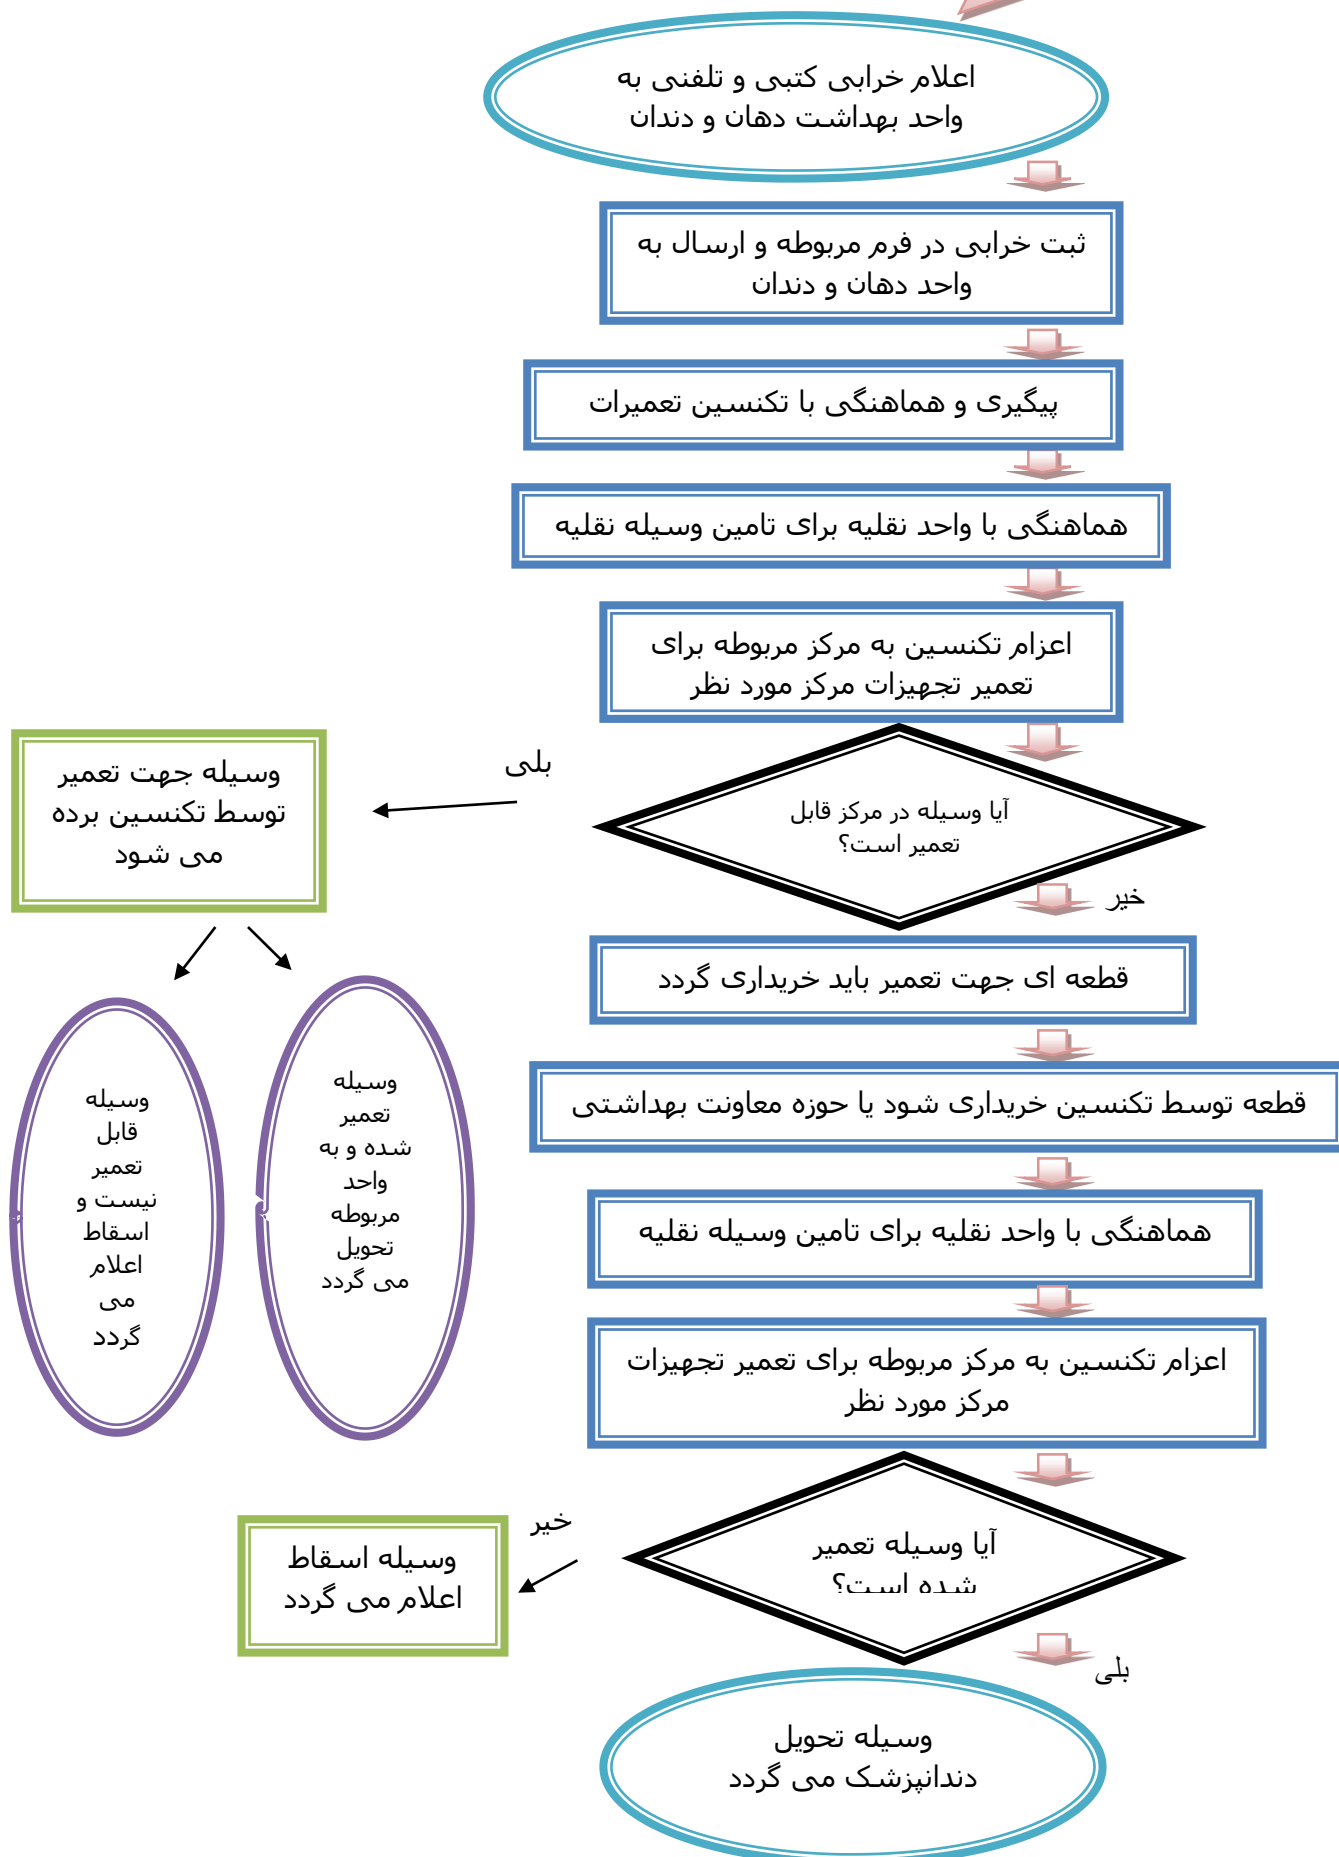 اعلام خرابی کتبی و تلفنی به
واحد بهداشت دهان و دندان
ثبت خرابی در فرم مربوطه و ارسال به
واحد دهان و دندان
پیگیری و هماهنگی با تکنسین تعمیرات
هماهنگی با واحد نقلیه برای تامین وسیله نقلیه
اعزام تکنسین به مرکز مربوطه برای
تعمیر تجهیزات مرکز مورد نظر
آیا وسیله در مرکز قابل
تعمیر است؟
بلی
وسیله جهت تعمیر
توسط تکنسین برده
می شود
وسیله
تعمیر
شده و به
واحد
مربوطه
تحویل
می گردد
وسیله
قابل
تعمیر
نیست و
اسقاط
اعلام
می
گردد
خیر
قطعه ای جهت تعمیر باید خریداری گردد
قطعه توسط تکنسین خریداری شود یا حوزه معاونت بهداشتی
هماهنگی با واحد نقلیه برای تامین وسیله نقلیه
اعزام تکنسین به مرکز مربوطه برای تعمیر تجهیزات
مرکز مورد نظر
آیا وسیله تعمیر
شده است؟
خیر
وسیله اسقاط
اعلام می گردد
بلی
وسیله تحویل
دندانپزشک می گردد